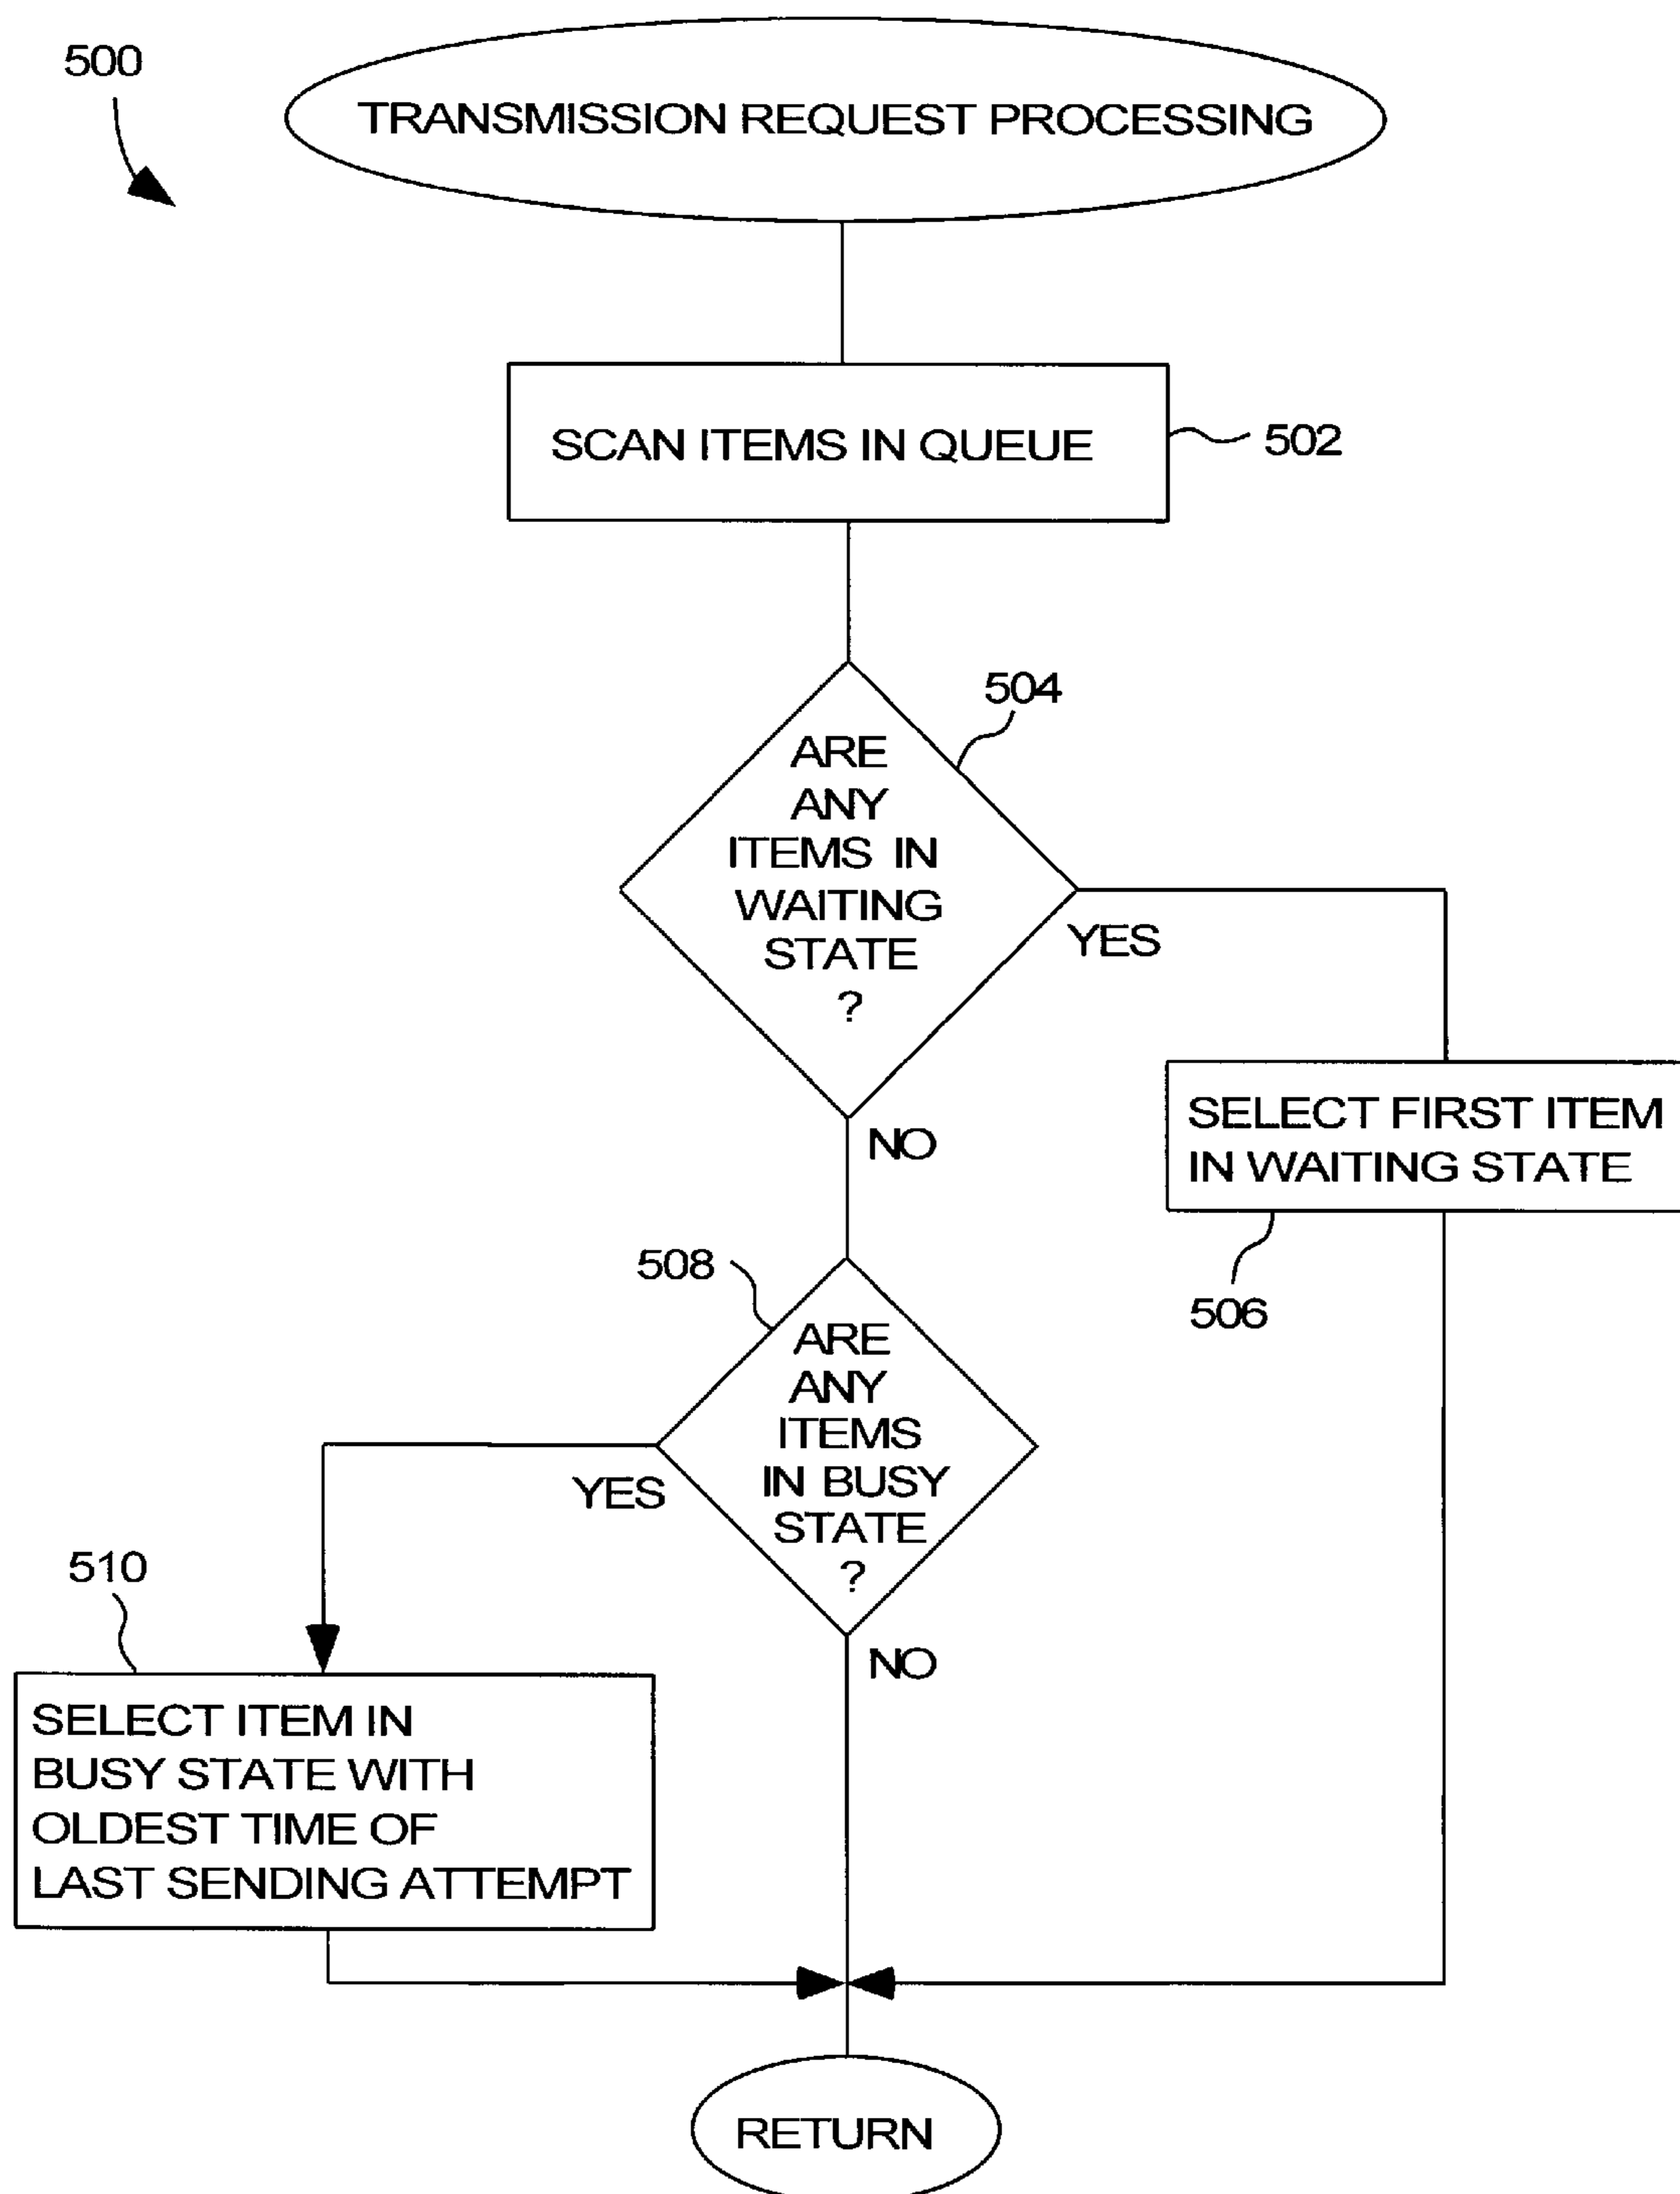 500
TRANSMISSION REQUEST PROCESSING
SCAN ITEMS IN QUEUE
502
504
ARE
ANY
ITEMS IN
WAITING
STATE
?
YES
NO
SELECT FIRST ITEM
IN WAITING STATE
506
508
ARE
ANY
ITEMS
IN BUSY
STATE
?
YES
NO
510
SELECT ITEM IN
BUSY STATE WITH
OLDEST TIME OF
LAST SENDING ATTEMPT
RETURN